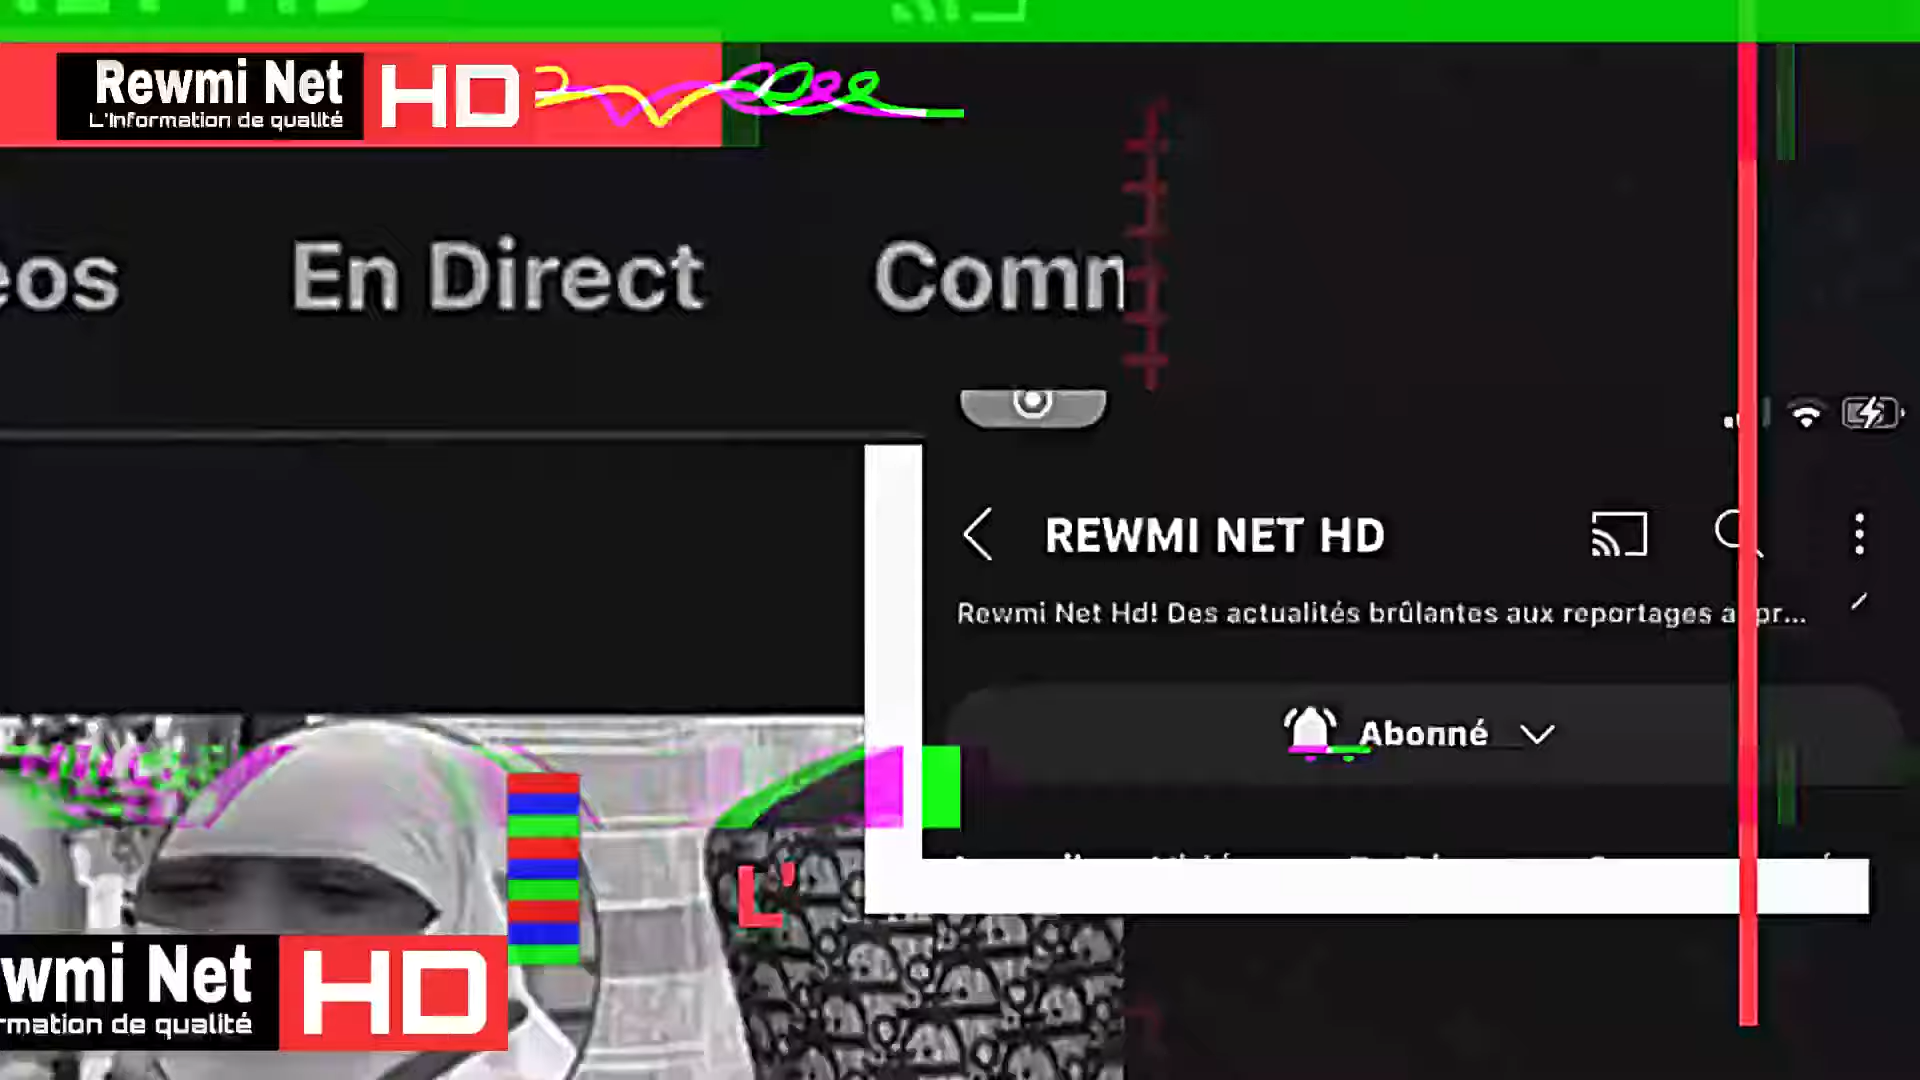 Rewmi Net HD
L'information de qualité
eos En Direct Comm
REWMI NET HD
Rewmi Net Hd! Des actualités brûlantes aux reportages a pr...
Abonné
L'
wmi Net HD
rmation de qualité